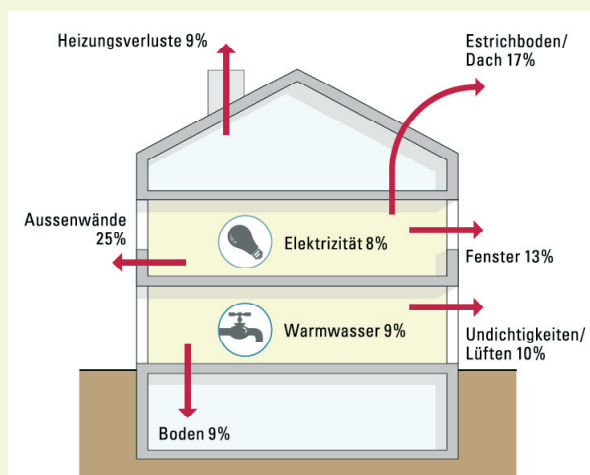 Heizungsverluste 9%
Estrichboden/
Dach 17%
Aussenwände
25%
Elektrizität 8%
Fenster 13%
Warmwasser 9%
Undichtigkeiten/
Lüften 10%
Boden 9%